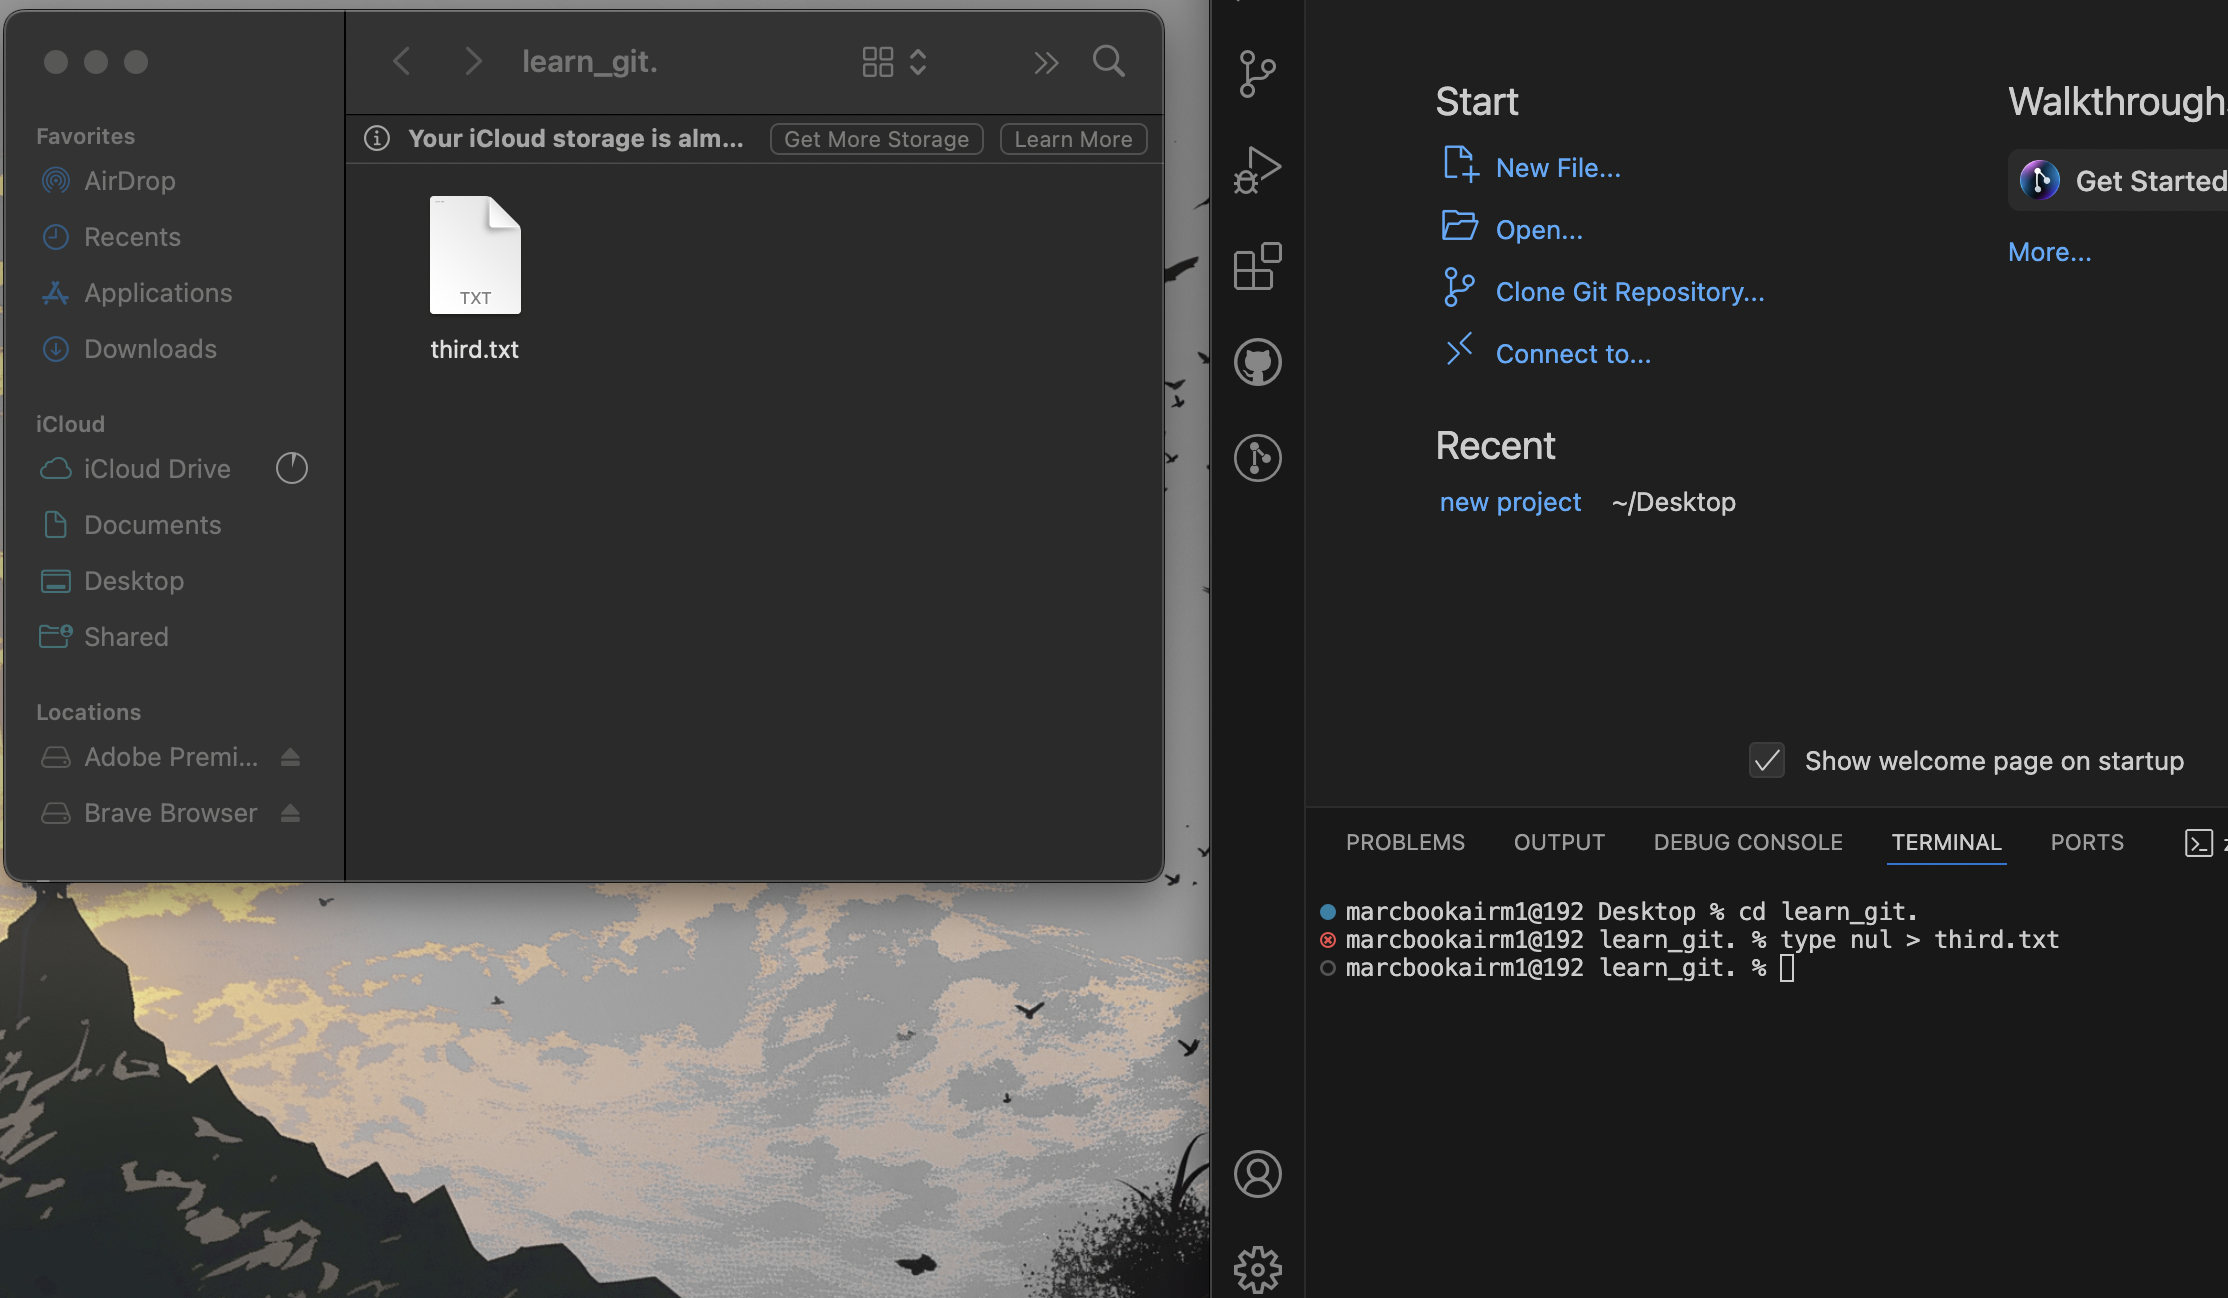 learn_git.
Favorites
AirDrop
Recents
Applications
Downloads
iCloud
iCloud Drive
Documents
Desktop
Shared
Locations
Adobe Premi...
Brave Browser
Your iCloud storage is alm...
Get More Storage
Learn More
TXT
third.txt
Start
New File...
Open...
Clone Git Repository...
Connect to...
Recent
new project ~/Desktop
Walkthroughs
Get Started
More...
Show welcome page on startup
PROBLEMS OUTPUT DEBUG CONSOLE TERMINAL PORTS
marcbookairm1@192 Desktop % cd learn_git.
marcbookairm1@192 learn_git. % type nul > third.txt
marcbookairm1@192 learn_git. %